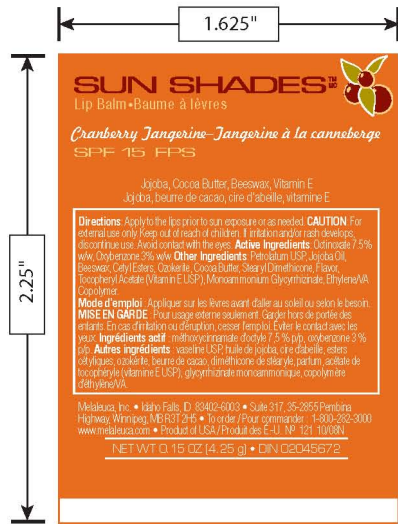 1.625"
2.25"
SUN SHADES™ MC
Lip Balm•Baume à lèvres
Cranberry Tangerine–Tangerine à la canneberge
SPF 15 FPS
Jojoba, Cocoa Butter, Beeswax, Vitamin E
Jojoba, beurre de cacao, cire d'abeille, vitamine E
Directions: Apply to the lips prior to sun exposure or as needed. CAUTION: For
external use only. Keep out of reach of children. If irritation and/or rash develops,
discontinue use. Avoid contact with the eyes. Active Ingredients: Octinoxate 7.5%
w/w, Oxybenzone 3% w/w Other Ingredients: Petrolatum USP, Jojoba Oil,
Beeswax, Cetyl Esters, Ozokerite, Cocoa Butter, Stearyl Dimethicone, Flavor,
Tocopheryl Acetate (Vitamin E USP), Monoammonium Glycyrrhizinate, Ethylene/VA
Copolymer.
Mode d'emploi : Appliquer sur les lèvres avant d'aller au soleil ou selon le besoin.
MISE EN GARDE : Pour usage externe seulement. Garder hors de portée des
enfants. En cas d'irritation ou d'éruption, cesser l'emploi. Éviter le contact avec les
yeux. Ingrédients actif : méthoxycinnamate d'octyle 7,5 % p/p, oxybenzone 3 %
p/p. Autres ingrédients : vaseline USP, huile de jojoba, cire d'abeille, esters
cétyliques, ozokérite, beurre de cacao, diméthicone de stéaryle, parfum, acétate de
tocophéryle (vitamine E USP), glycyrrhizinate monoammonique, copolymère
d'éthylène/VA.
Melaleuca, Inc. • Idaho Falls, ID 83402-6003 • Suite 317, 35-2855 Pembina
Highway, Winnipeg, MB R3T 2H5 • To order / Pour commander : 1-800-282-3000
www.melaleuca.com • Product of USA / Produit des É.-U. Nº 121 10/08N
NET WT 0.15 OZ (4.25 g) • DIN 02045672